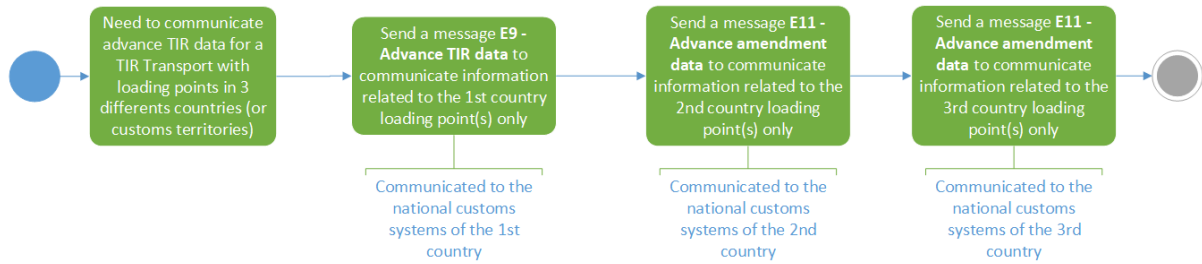 Need to communicate
advance TIR data for a
TIR Transport with
loading points in 3
differents countries (or
customs territories)
Send a message E9 -
Advance TIR data to
communicate information
related to the 1st country
loading point(s) only
Send a message E11 -
Advance amendment
data to communicate
information related to the
2nd country loading
point(s) only
Send a message E11 -
Advance amendment
data to communicate
information related to the
3rd country loading
point(s) only
Communicated to the
national customs
systems of the 1st
country
Communicated to the
national customs
systems of the 2nd
country
Communicated to the
national customs
systems of the 3rd
country